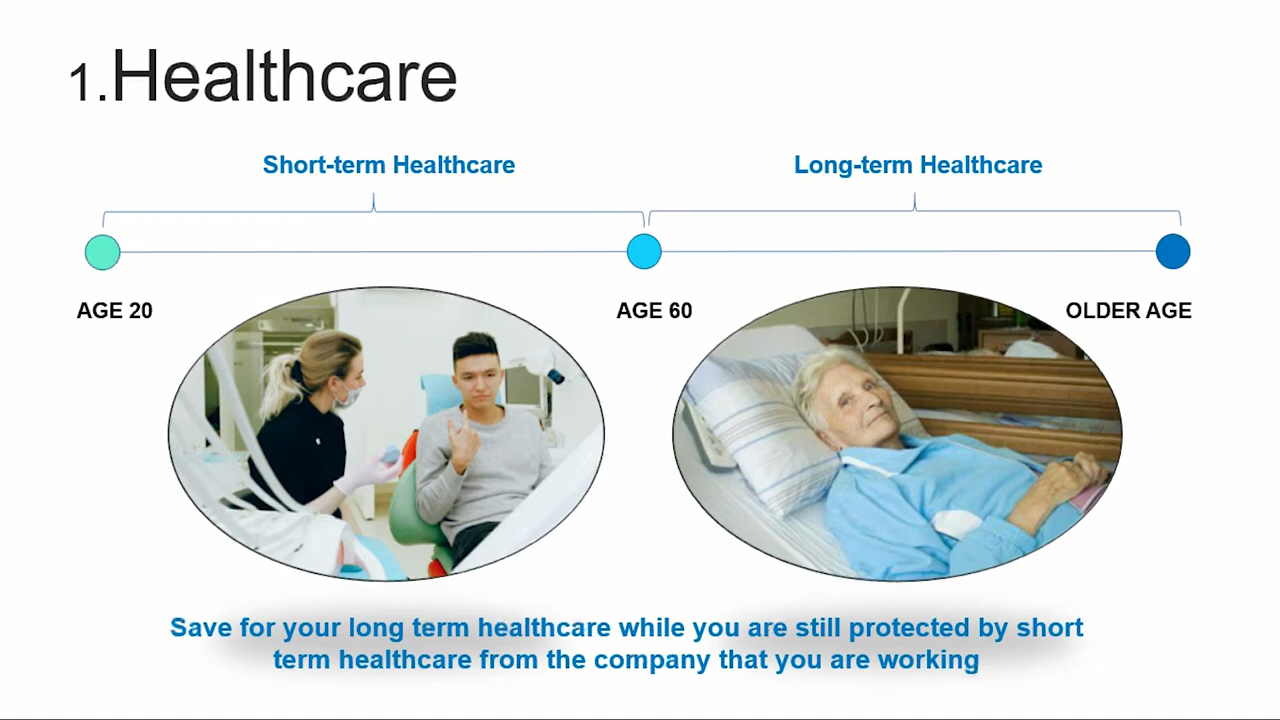 1.Healthcare
Short-term Healthcare
Long-term Healthcare
AGE 20
AGE 60
OLDER AGE
Save for your long term healthcare while you are still protected by short
term healthcare from the company that you are working